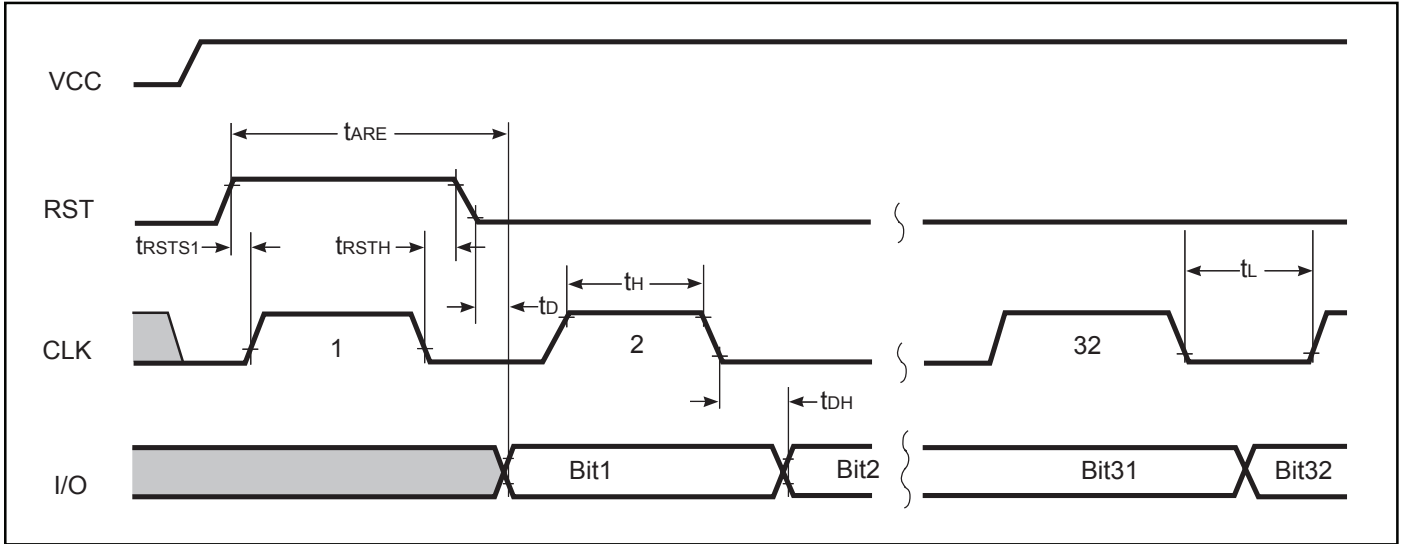 VCC
tARE
RST
tRSTS1
tRSTH
tH
tL
tD
CLK
1
2
32
tDH
I/O
Bit1
Bit2
Bit31
Bit32